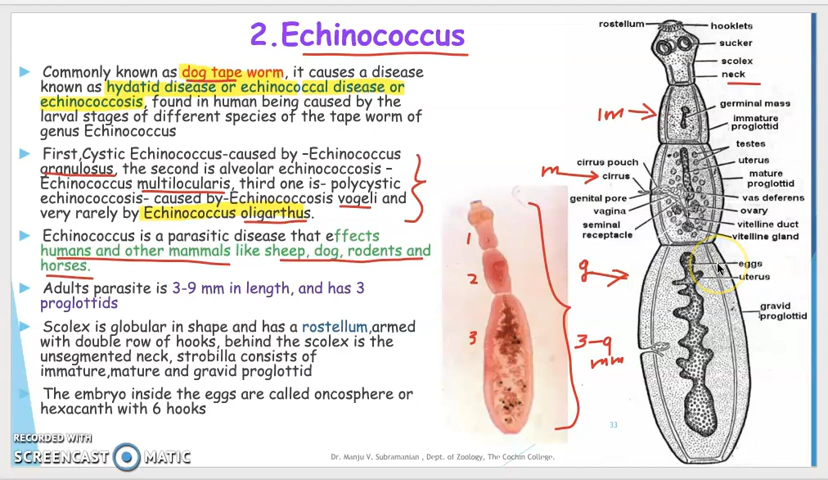 2.Echinococcus
Commonly known as dog tape worm, it causes a disease
known as hydatid disease or echinococcal disease or
echinococcosis, found in human being caused by the
larval stages of different species of the tape worm of
genus Echinococcus
First,Cystic Echinococcus-caused by –Echinococcus
granulosus, the second is alveolar echinococcosis –
Echinococcus multilocularis, third one is- polycystic
echinococcosis- caused by-Echinococcosis vogeli and
very rarely by Echinococcus oligarthus.
Echinococcus is a parasitic disease that effects
humans and other mammals like sheep, dog, rodents and
horses.
Adults parasite is 3-9 mm in length, and has 3
proglottids
Scolex is globular in shape and has a rostellum,armed
with double row of hooks, behind the scolex is the
unsegmented neck, strobilla consists of
immature,mature and gravid proglottid
The embryo inside the eggs are called oncosphere or
hexacanth with 6 hooks
1
2
3
3-9
mm
rostellum
hooklets
sucker
scolex
neck
Im
germinal mass
immature
proglottid
testes
uterus
mature
proglottid
vas deferens
ovary
vitelline duct
vitelline gland
m
cirrus pouch
cirrus
genital pore
vagina
seminal
receptacle
g
eggs
uterus
gravid
proglottid
33
RECORDED WITH
SCREENCAST MATIC
Dr. Manju V. Subramanian , Dept. of Zoology, The Cochin College.